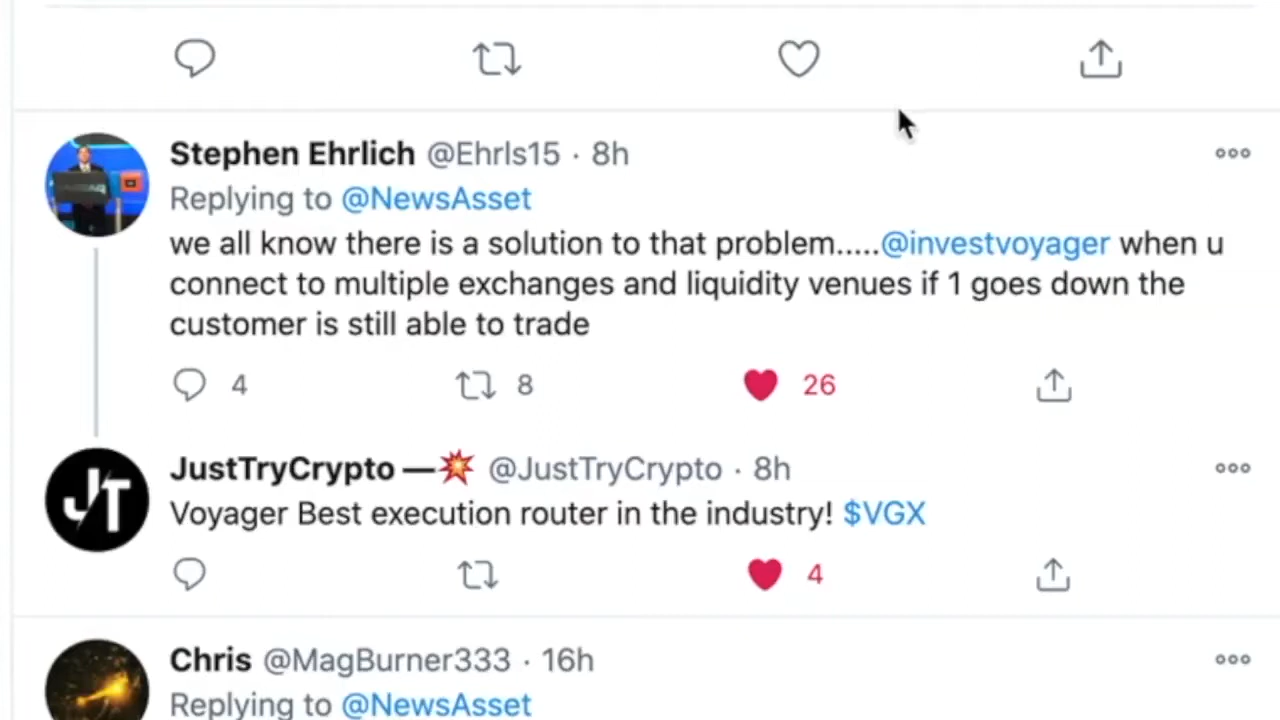 Stephen Ehrlich @Ehrls15 · 8h
Replying to @NewsAsset
we all know there is a solution to that problem.....@investvoyager when u
connect to multiple exchanges and liquidity venues if 1 goes down the
customer is still able to trade
4 8 26
JustTryCrypto —💥 @JustTryCrypto · 8h
Voyager Best execution router in the industry! $VGX
4
Chris @MagBurner333 · 16h
Replying to @NewsAsset
JT